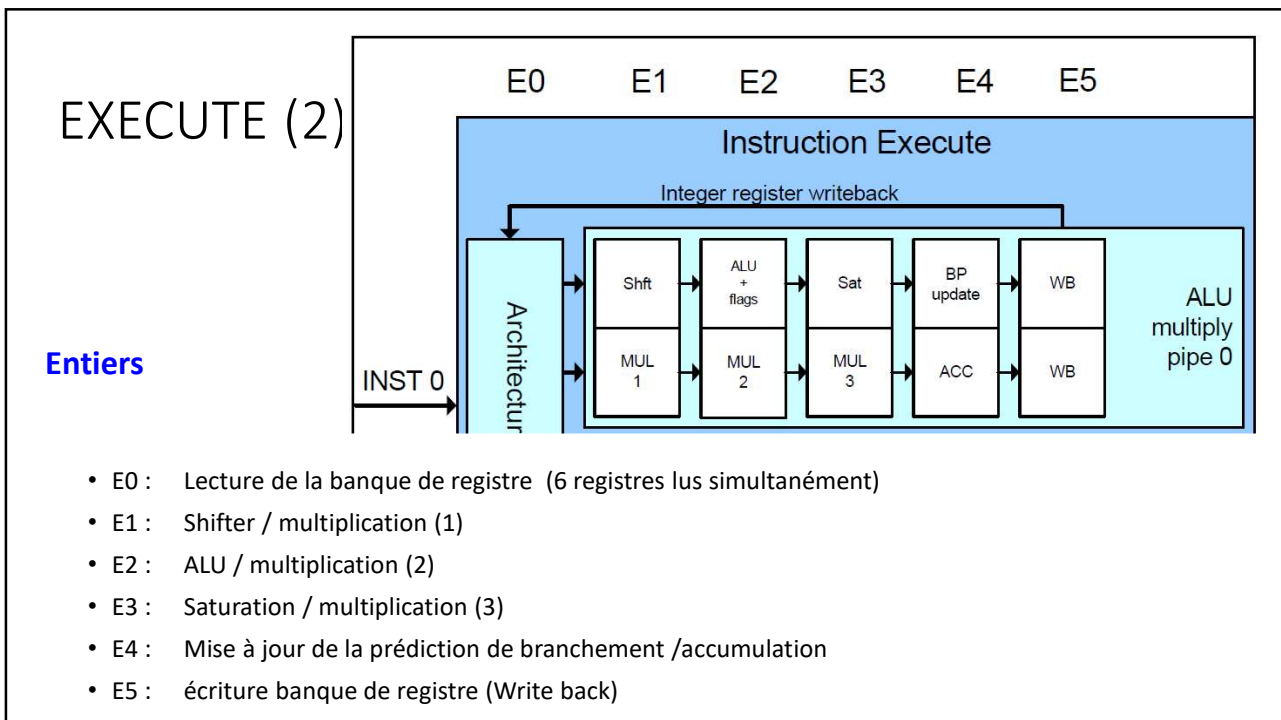 EXECUTE (2)
E0 E1 E2 E3 E4 E5
Instruction Execute
Integer register writeback
Architectur
Shft
ALU
+
flags
Sat
BP
update
WB
MUL
1
MUL
2
MUL
3
ACC
WB
ALU
multiply
pipe 0
Entiers
INST 0
• E0 : Lecture de la banque de registre (6 registres lus simultanément)
• E1 : Shifter / multiplication (1)
• E2 : ALU / multiplication (2)
• E3 : Saturation / multiplication (3)
• E4 : Mise à jour de la prédiction de branchement /accumulation
• E5 : écriture banque de registre (Write back)